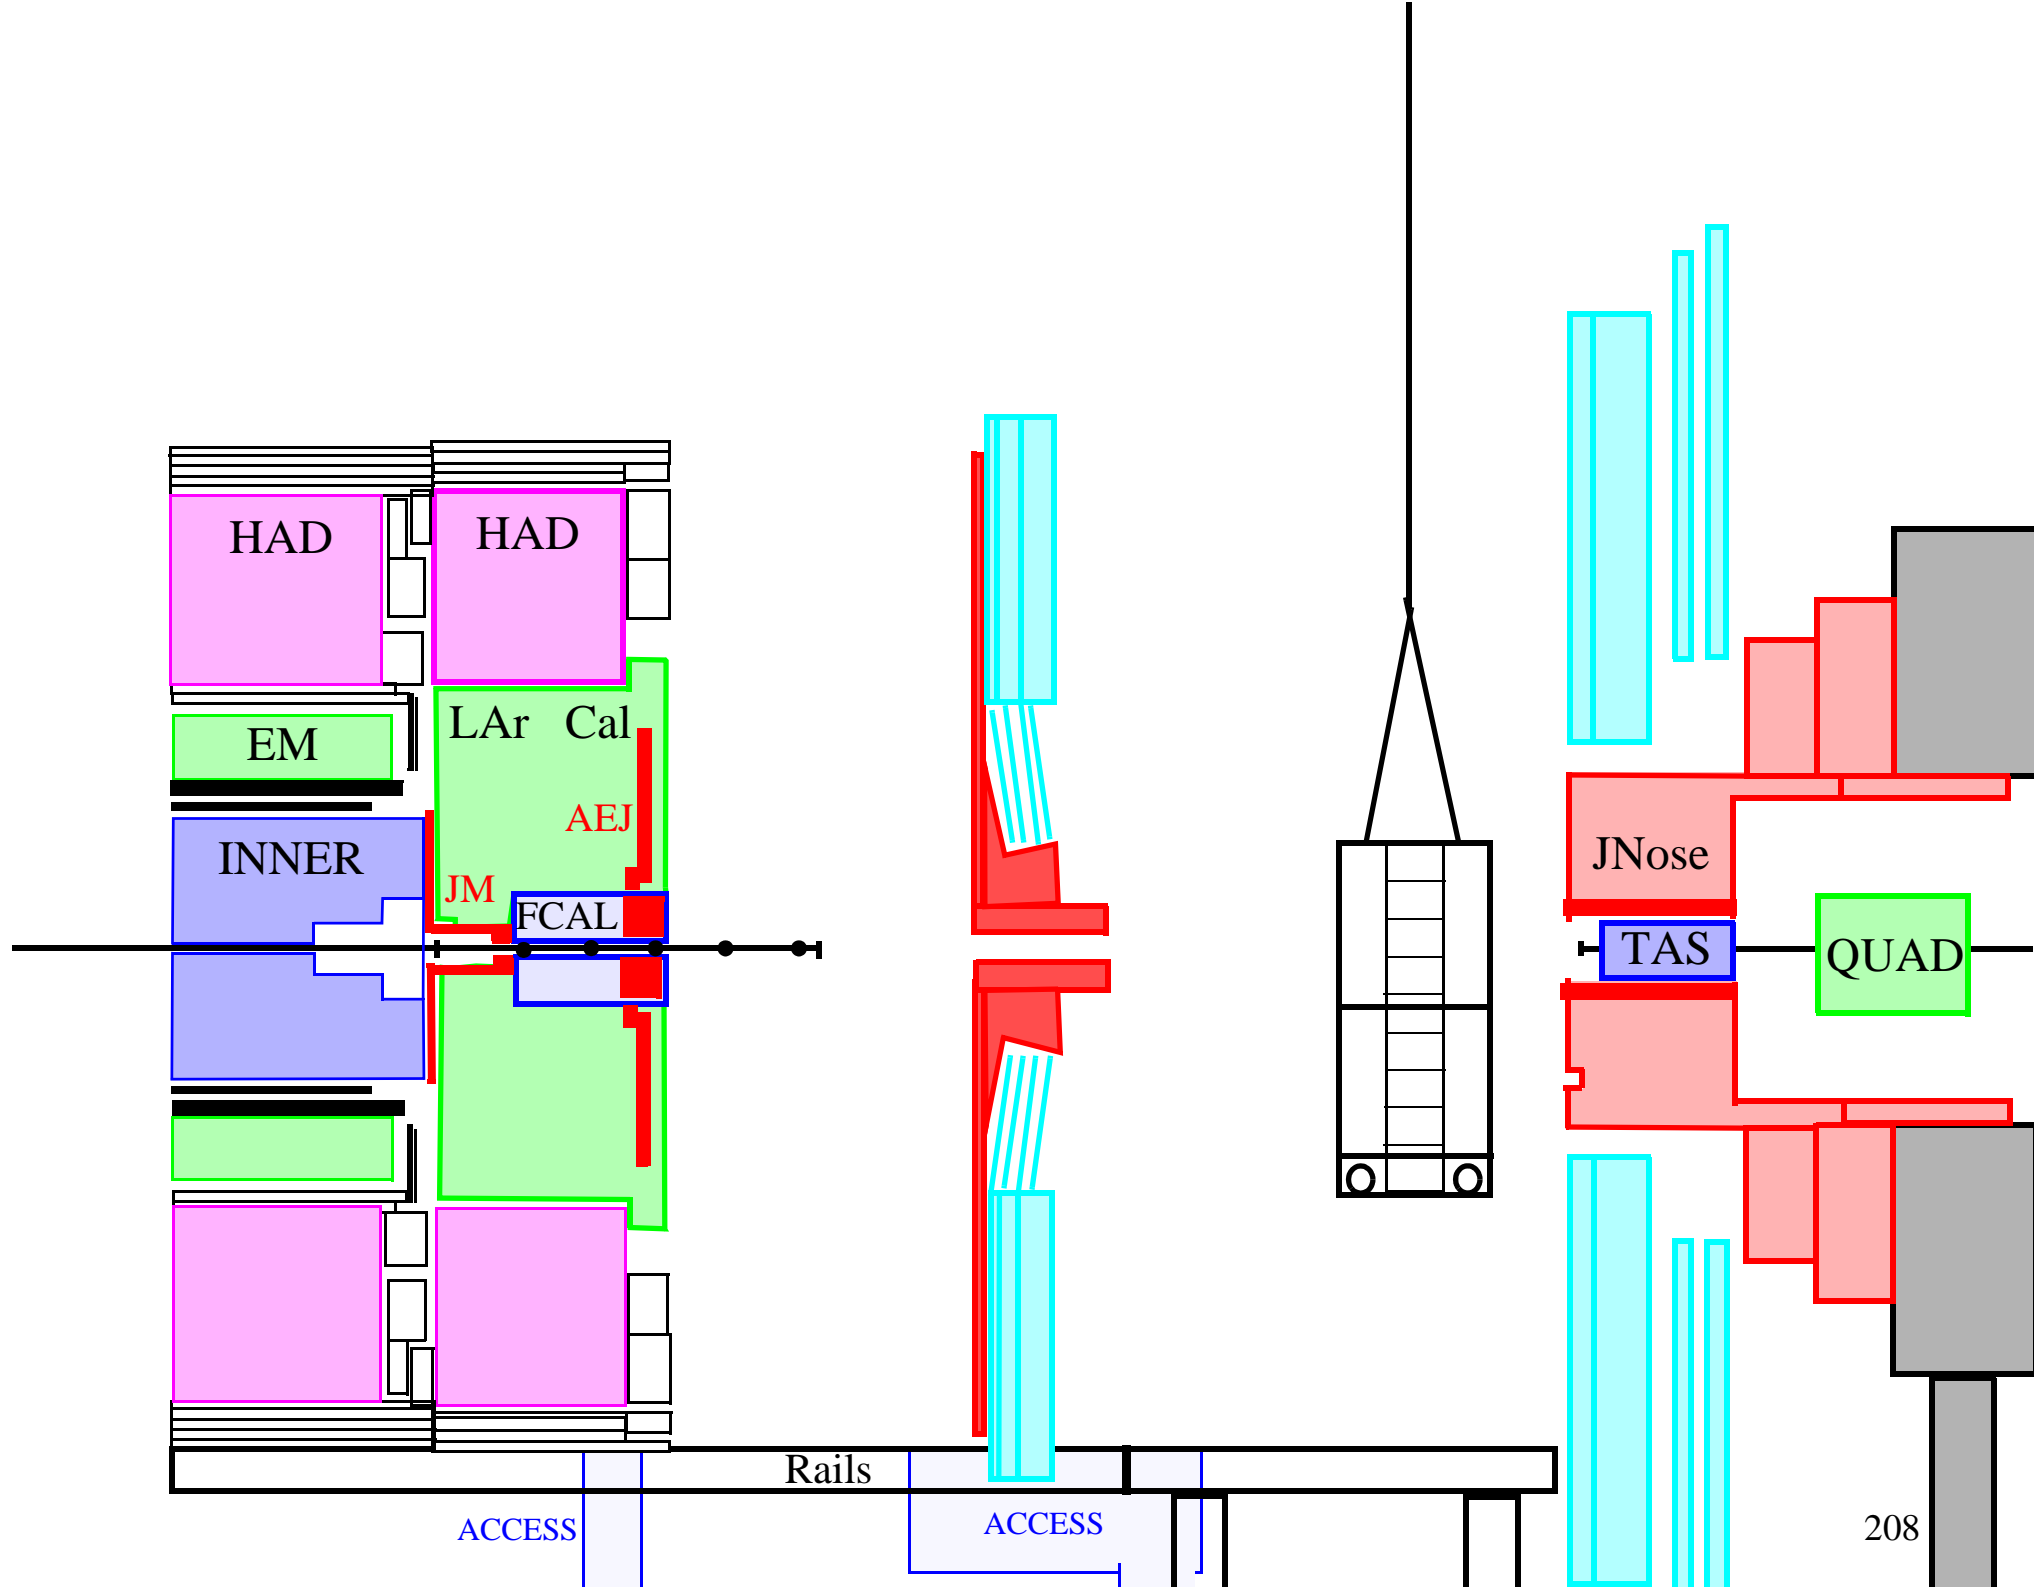 HAD
HAD
LAr Cal
EM
AEJ
INNER
JM
FCAL
JNose
TAS
QUAD
Rails
ACCESS
ACCESS
208